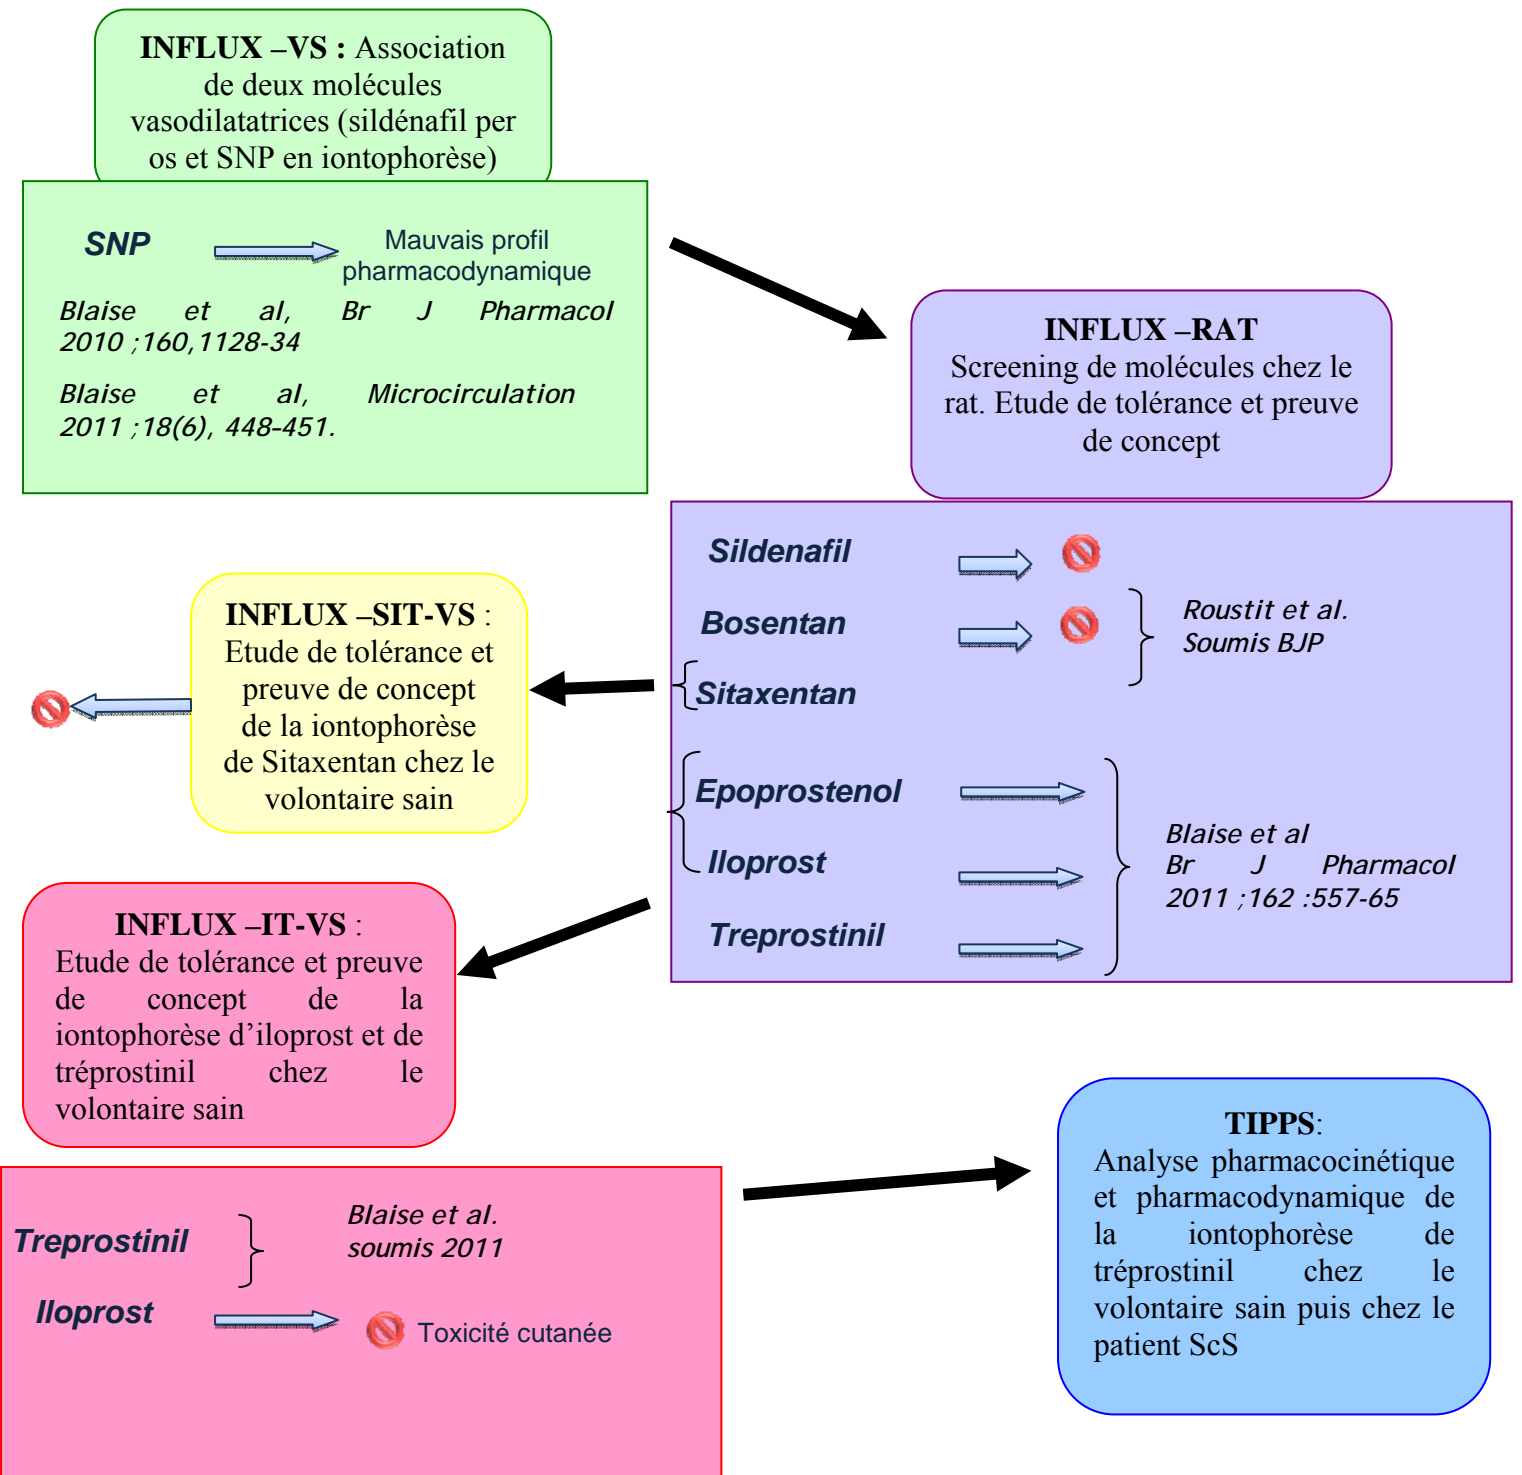 INFLUX –VS : Association
de deux molécules
vasodilatatrices (sildénafil per
os et SNP en iontophorèse)
SNP
Mauvais profil
pharmacodynamique
Blaise et al, Br J Pharmacol
2010 ;160,1128-34
Blaise et al, Microcirculation
2011 ;18(6), 448-451.
INFLUX –RAT
Screening de molécules chez le
rat. Etude de tolérance et preuve
de concept
Sildenafil
Bosentan
Sitaxentan
Roustit et al.
Soumis BJP
Epoprostenol
Iloprost
Treprostinil
Blaise et al
Br J Pharmacol
2011 ;162 :557-65
INFLUX –SIT-VS :
Etude de tolérance et
preuve de concept
de la iontophorèse
de Sitaxentan chez le
volontaire sain
INFLUX –IT-VS :
Etude de tolérance et preuve
de concept de la
iontophorèse d’iloprost et de
tréprostinil chez le
volontaire sain
Treprostinil
Blaise et al.
soumis 2011
Iloprost
Toxicité cutanée
TIPPS:
Analyse pharmacocinétique
et pharmacodynamique de
la iontophorèse de
tréprostinil chez le
volontaire sain puis chez le
patient ScS